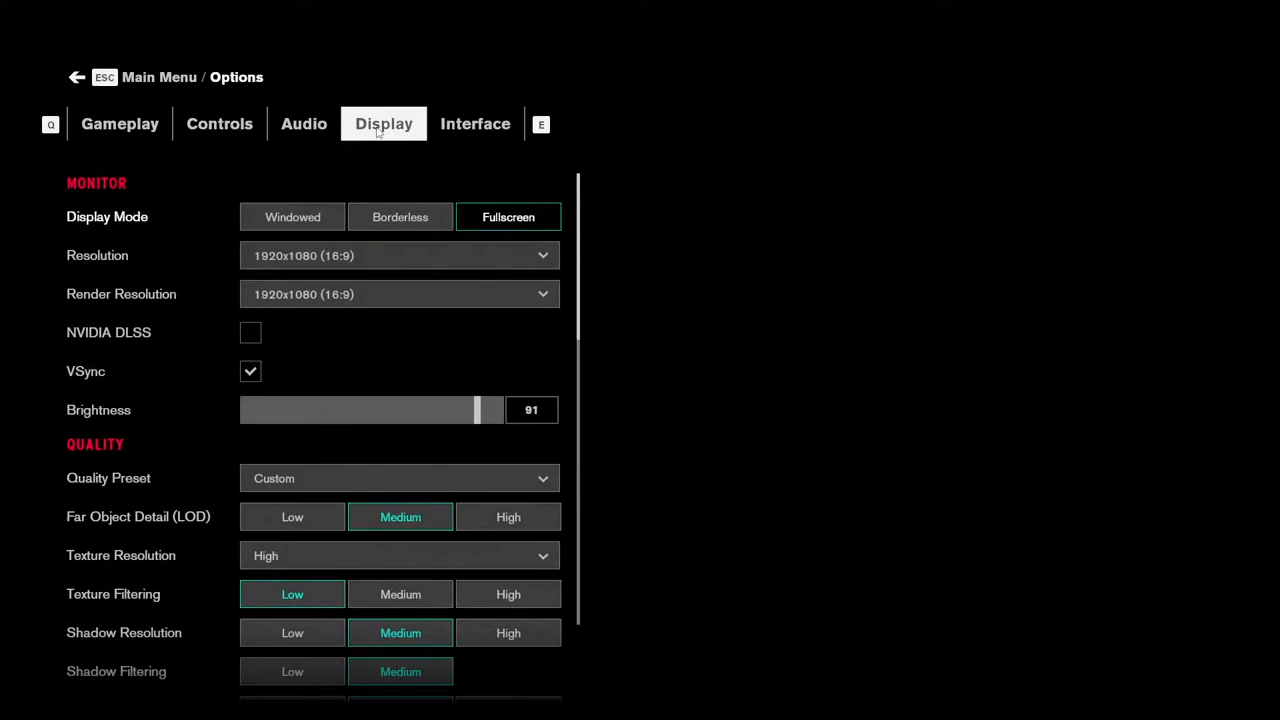 ESC Main Menu / Options
Q Gameplay Controls Audio Display Interface E
MONITOR
Display Mode Windowed Borderless Fullscreen
Resolution 1920x1080 (16:9)
Render Resolution 1920x1080 (16:9)
NVIDIA DLSS
VSync
Brightness 91
QUALITY
Quality Preset Custom
Far Object Detail (LOD) Low Medium High
Texture Resolution High
Texture Filtering Low Medium High
Shadow Resolution Low Medium High
Shadow Filtering Low Medium